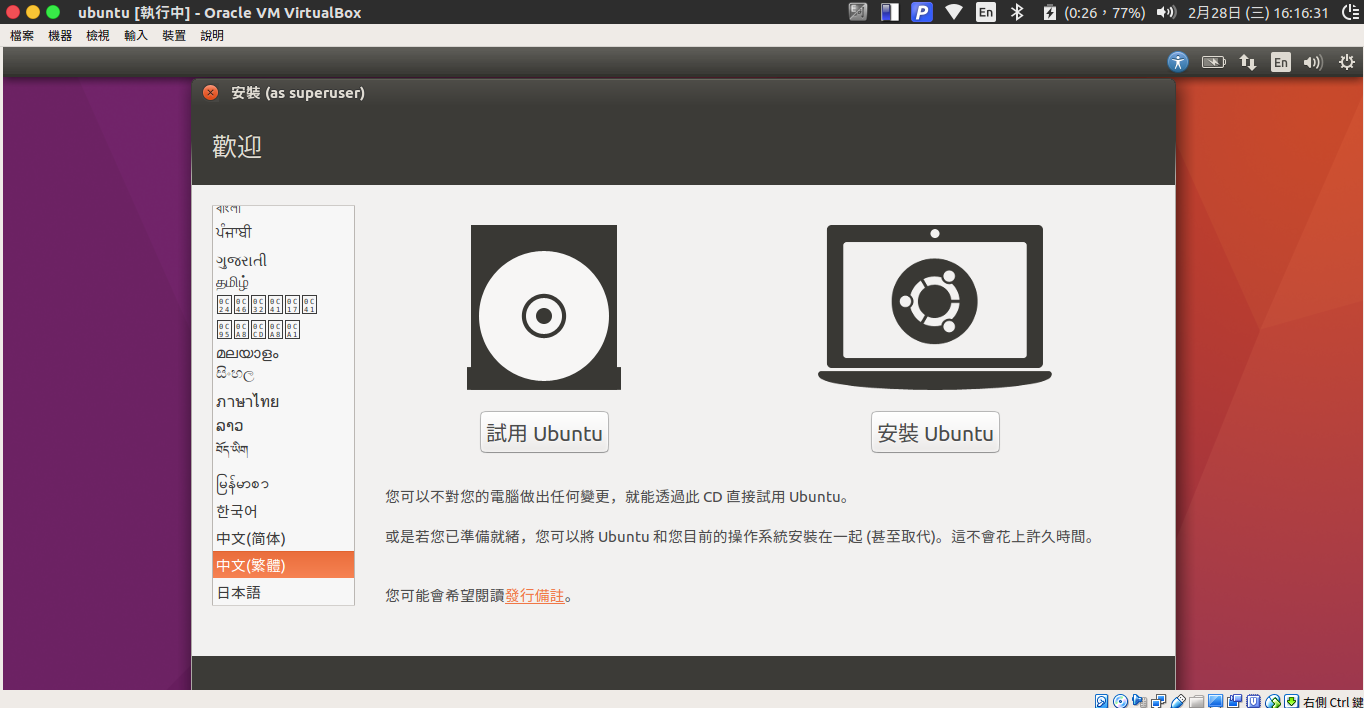 ubuntu [執行中] - Oracle VM VirtualBox
En
(0:26，77%)
2月28日 (三) 16:16:31
檔案 機器 檢視 輸入 裝置 說明
En
安裝 (as superuser)
歡迎
বাংলা
ਪੰਜਾਬੀ
ગુજરાતી
தமிழ்
മലയാളം
සිංහල
ภาษาไทย
ລາວ
བོད་ཡིག
မြန်မာစာ
한국어
中文(简体)
中文(繁體)
日本語
試用 Ubuntu
安裝 Ubuntu
您可以不對您的電腦做出任何變更，就能透過此 CD 直接試用 Ubuntu。
或是若您已準備就緒，您可以將 Ubuntu 和您目前的操作系統安裝在一起 (甚至取代)。這不會花上許久時間。
您可能會希望閱讀發行備註。
右側 Ctrl 鍵